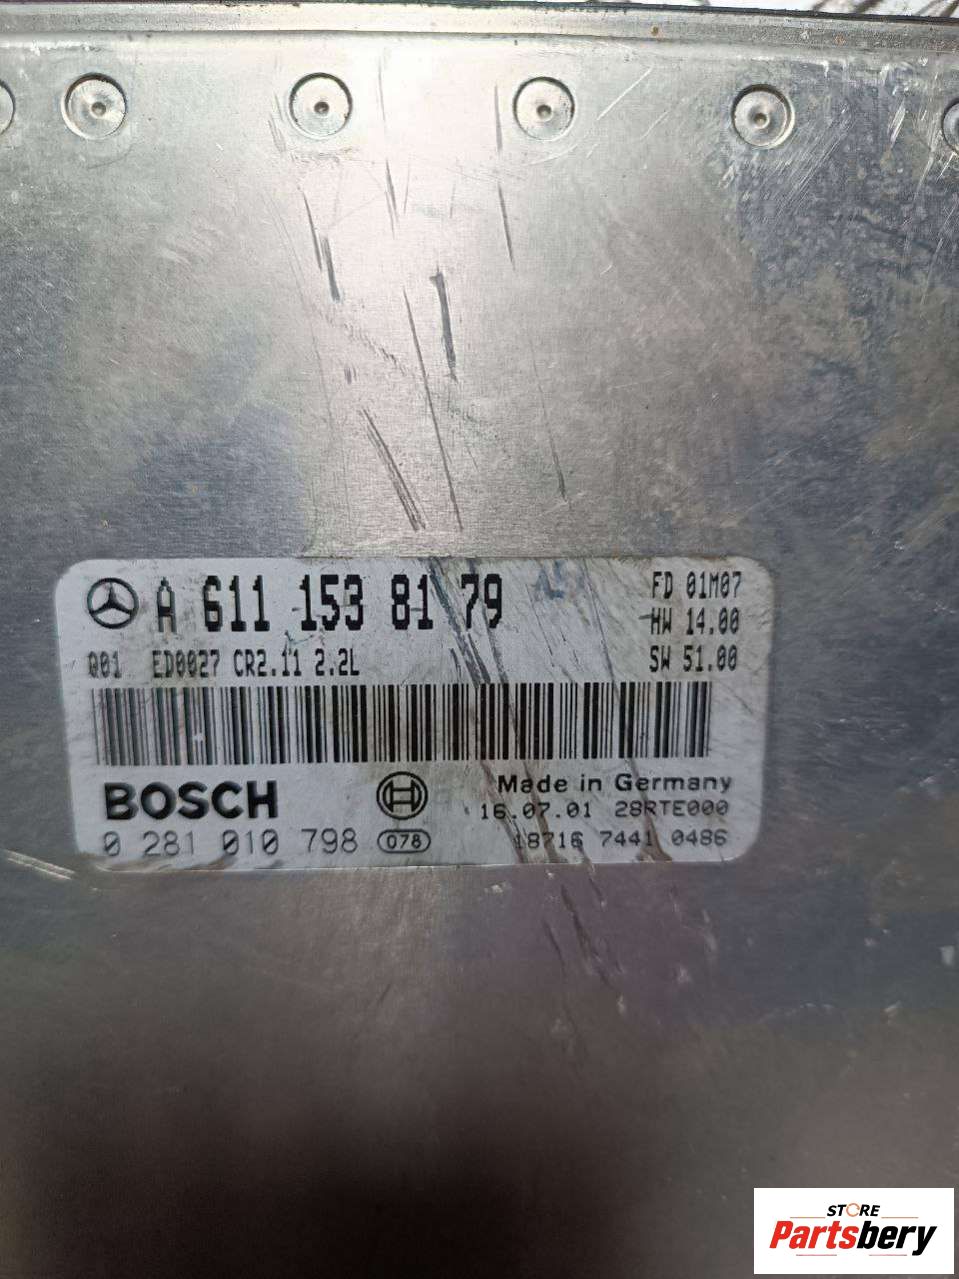 A 611 153 81 79
FD 01M07
HW 14.00
Q01 ED0027 CR2.11 2.2L
SW 51.00
BOSCH
Made in Germany
16.07.01 28RTE000
0 281 010 798 078
18716 7441 0486
STORE
Partsbery